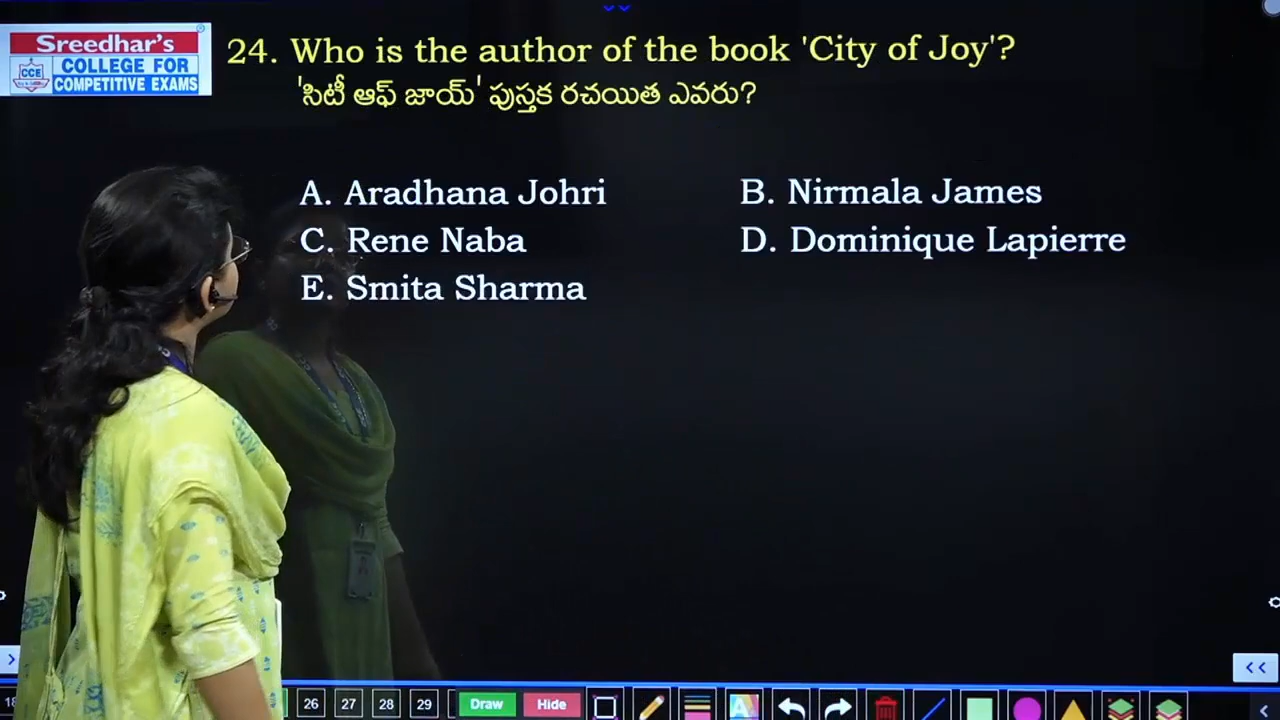 Sreedhar's
CCE
COLLEGE FOR
COMPETITIVE EXAMS
24. Who is the author of the book 'City of Joy'?
'సిటీ ఆఫ్ జాయ్' పుస్తక రచయిత ఎవరు?
A. Aradhana Johri
B. Nirmala James
C. Rene Naba
D. Dominique Lapierre
E. Smita Sharma
26 27 28 29 Draw Hide